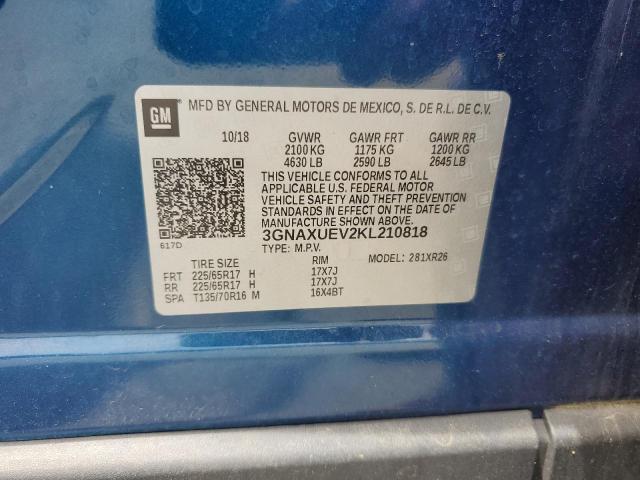 GM
MFD BY GENERAL MOTORS DE MEXICO, S. DE R.L. DE C.V.
10/18 GVWR GAWR FRT GAWR RR
2100 KG 1175 KG 1200 KG
4630 LB 2590 LB 2645 LB
THIS VEHICLE CONFORMS TO ALL
APPLICABLE U.S. FEDERAL MOTOR
VEHICLE SAFETY AND THEFT PREVENTION
STANDARDS IN EFFECT ON THE DATE
OF MANUFACTURE SHOWN ABOVE.
617D 3GNAXUEV2KL210818
TYPE: M.P.V. MODEL: 281XR26
TIRE SIZE RIM
FRT 225/65R17 H 17X7J
RR 225/65R17 H 17X7J
SPA T135/70R16 M 16X4BT